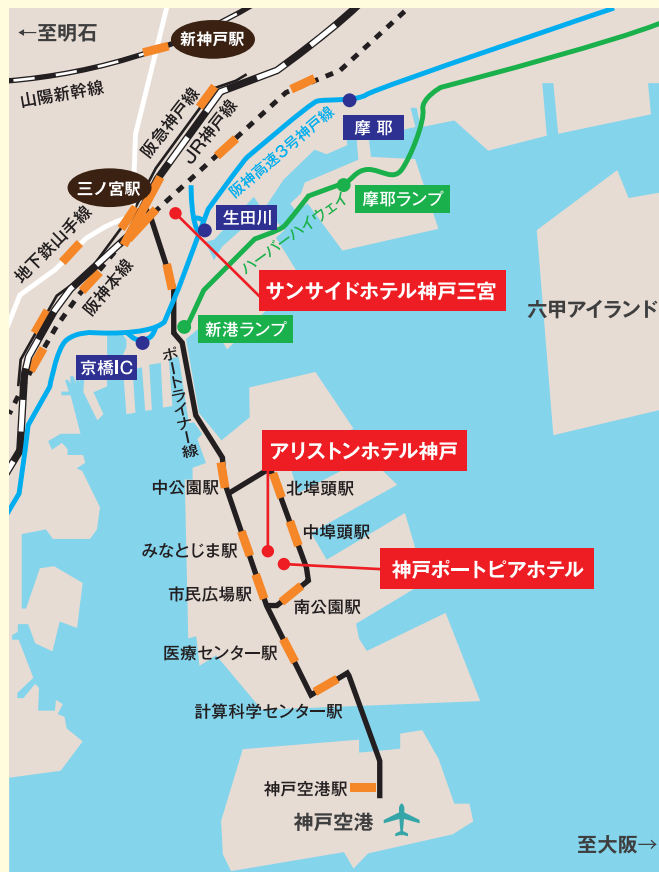 ←至明石
新神戸駅
山陽新幹線
阪急神戸線
JR神戸線
阪神高速3号神戸線
摩耶
三ノ宮駅
摩耶ランプ
生田川
地下鉄山手線
ハーバーハイウェイ
阪神本線
サンサイドホテル神戸三宮
六甲アイランド
新港ランプ
京橋IC
ポートライナー線
アリストンホテル神戸
中公園駅
北埠頭駅
中埠頭駅
みなとじま駅
神戸ポートピアホテル
市民広場駅
南公園駅
医療センター駅
計算科学センター駅
神戸空港駅
神戸空港
至大阪→